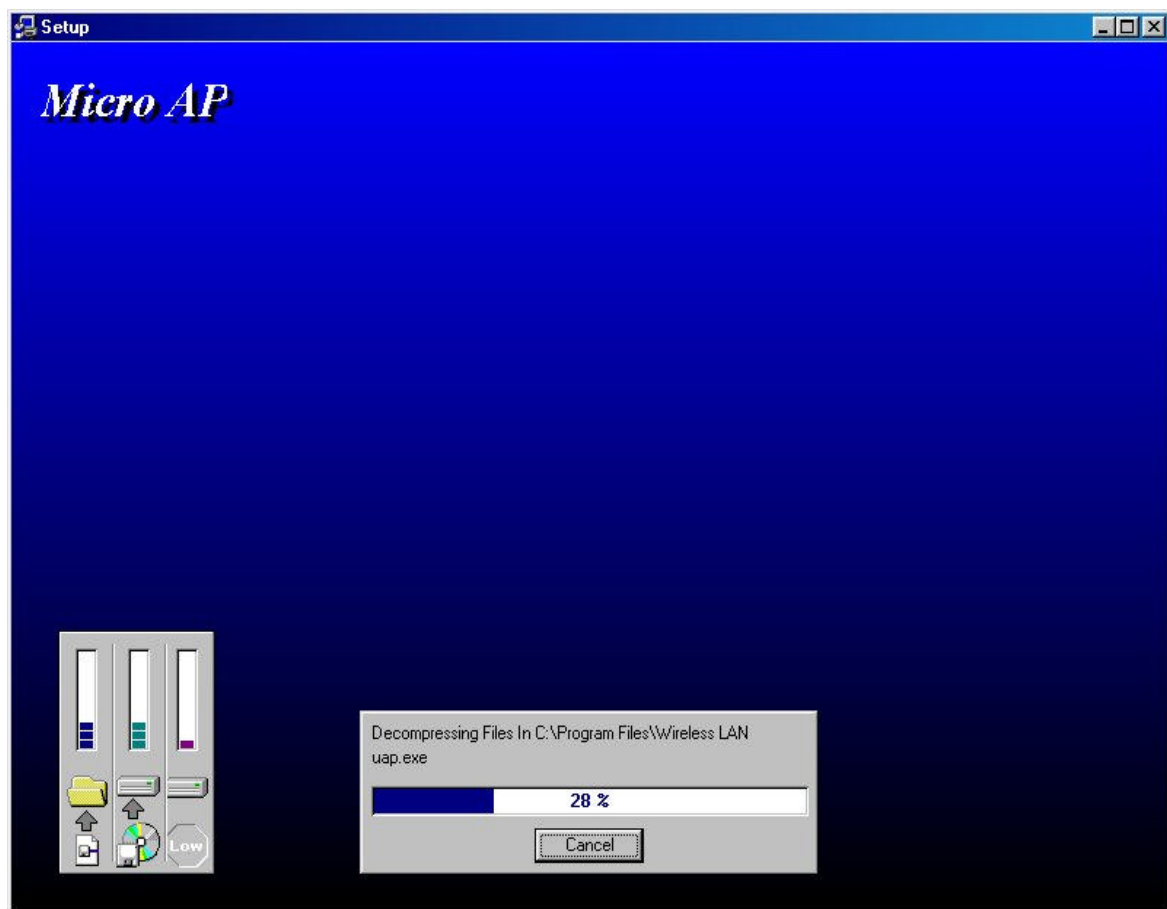 Setup
Micro AP
Decompressing Files In C:\Program Files\Wireless LAN
uap.exe
28 %
Cancel
Low